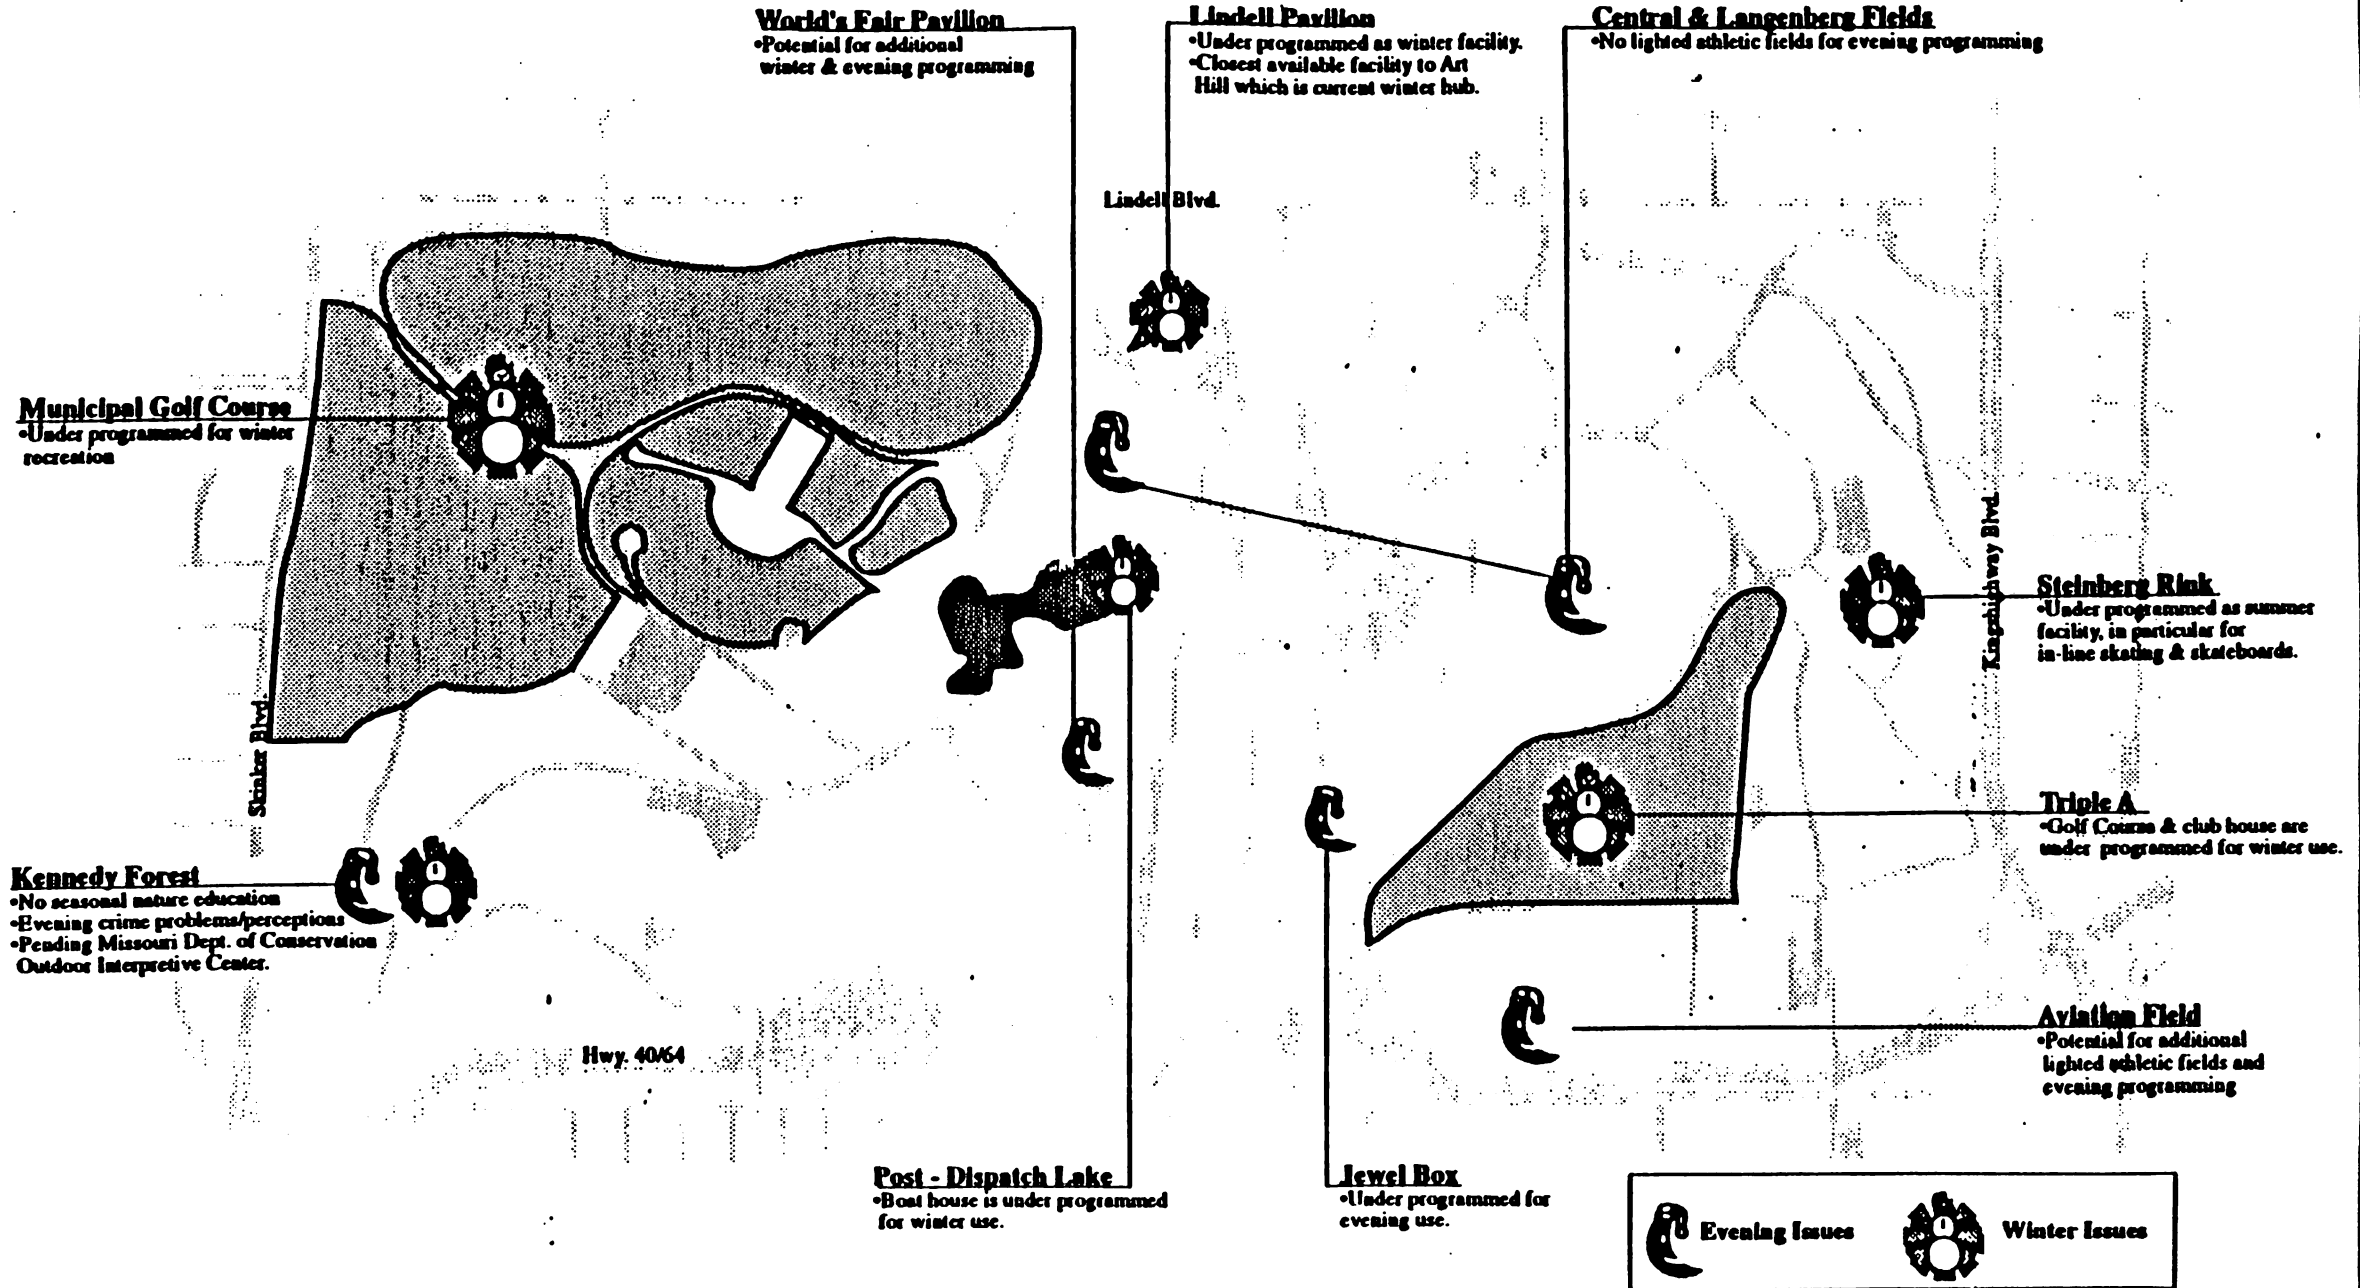 World's Fair Pavilion
•Potential for additional
winter & evening programming
Lindell Pavilion
•Under programmed as winter facility.
•Closest available facility to Art
Hill which is current winter hub.
Central & Langenberg Fields
•No lighted athletic fields for evening programming
Lindell Blvd.
Municipal Golf Course
•Under programmed for winter
recreation
Kingshighway Blvd.
Steinberg Rink
•Under programmed as summer
facility, in particular for
in-line skating & skateboards.
Skinker Blvd.
Triple A
•Golf Course & club house are
under programmed for winter use.
Kennedy Forest
•No seasonal nature education
•Evening crime problems/perceptions
•Pending Missouri Dept. of Conservation
Outdoor Interpretive Center.
Aviation Field
•Potential for additional
lighted athletic fields and
evening programming
Hwy. 40/64
Post - Dispatch Lake
•Boat house is under programmed
for winter use.
Jewel Box
•Under programmed for
evening use.
Evening Issues
Winter Issues